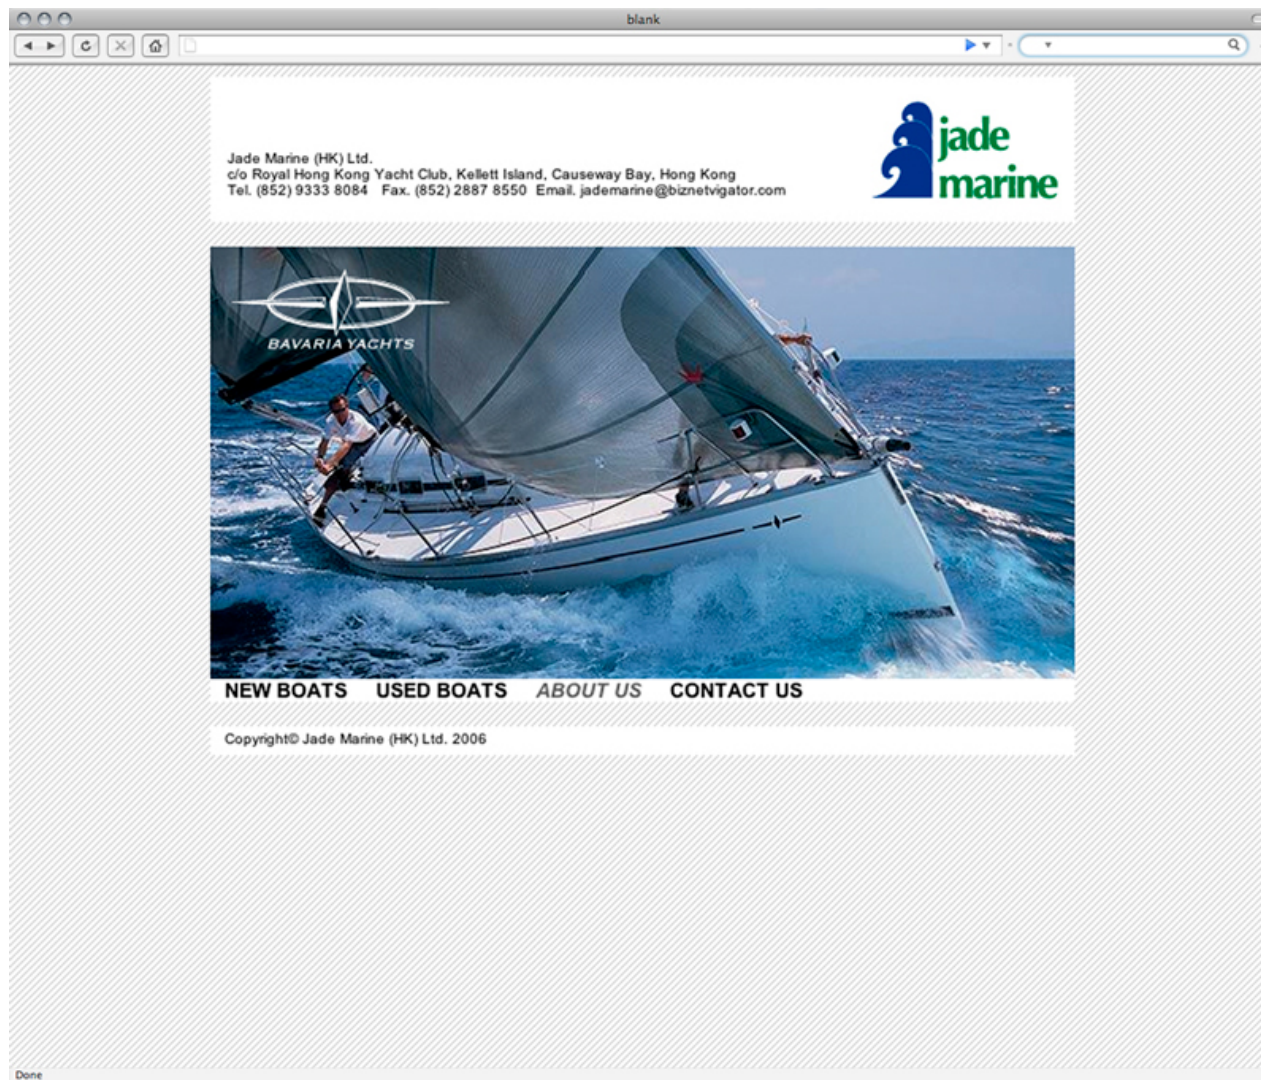 blank
Jade Marine (HK) Ltd.
c/o Royal Hong Kong Yacht Club, Kellett Island, Causeway Bay, Hong Kong
Tel. (852) 9333 8084 Fax. (852) 2887 8550 Email. jademarine@biznetvigator.com
jade
marine
BAVARIA YACHTS
NEW BOATS USED BOATS ABOUT US CONTACT US
Copyright© Jade Marine (HK) Ltd. 2006
Done